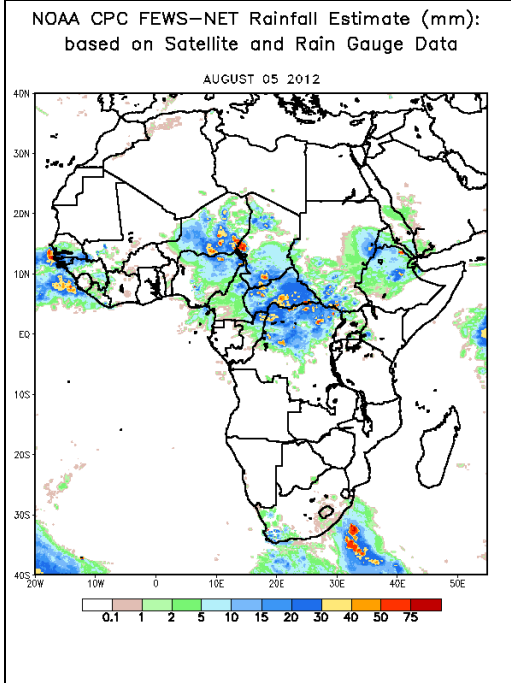 NOAA CPC FEWS-NET Rainfall Estimate (mm):
based on Satellite and Rain Gauge Data
AUGUST 05 2012
40N
30N
20N
10N
EQ
10S
20S
30S
40S
20W 10W 0 10E 20E 30E 40E 50E
0.1 1 2 5 10 15 20 30 40 50 75